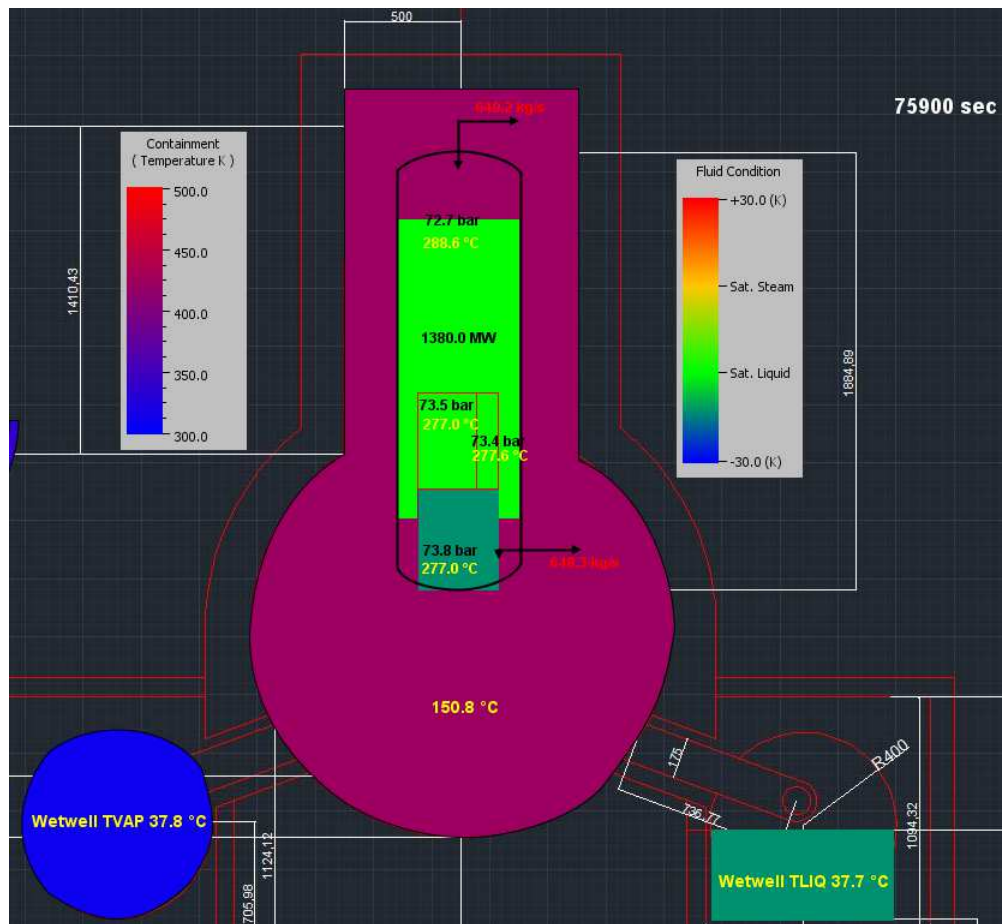 500
75900 sec
640.2 kg/s
Containment
( Temperature K )
500.0
450.0
400.0
350.0
300.0
Fluid Condition
+30.0 (K)
Sat. Steam
Sat. Liquid
-30.0 (K)
72.7 bar
288.6 °C
1410,43
1380.0 MW
1884,89
73.5 bar
277.0 °C
73.4 bar
277.6 °C
73.8 bar
277.0 °C
150.8 °C
175
R400
736,77
Wetwell TVAP 37.8 °C
1124,12
705,98
1094,32
Wetwell TLIQ 37.7 °C